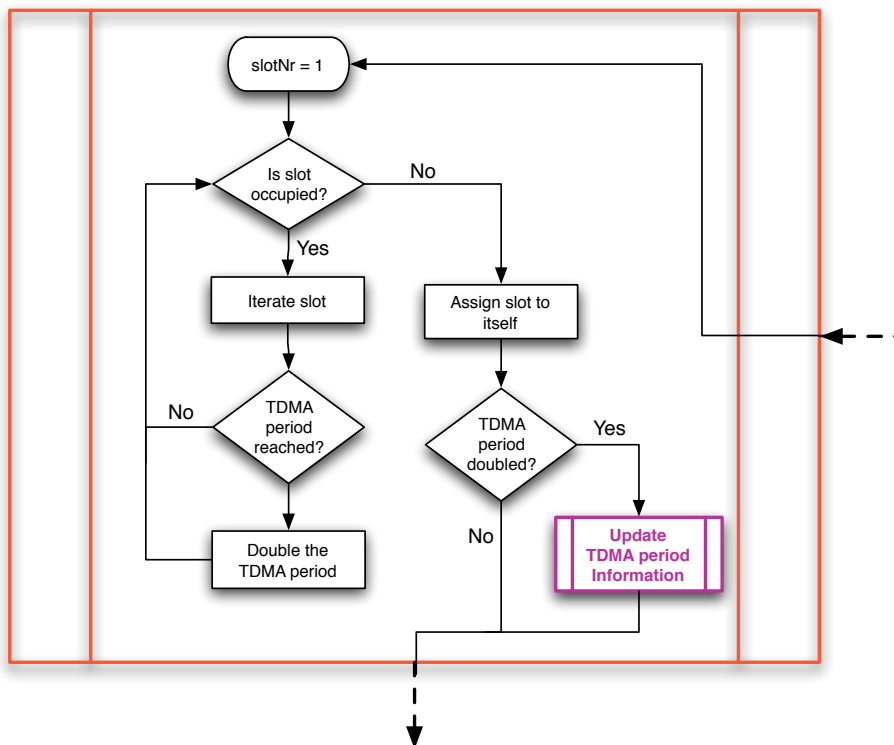 slotNr = 1
Is slot
occupied?
No
Yes
Iterate slot
Assign slot to
itself
TDMA
period
reached?
No
TDMA
period
doubled?
Yes
No
Double the
TDMA period
Update
TDMA period
Information